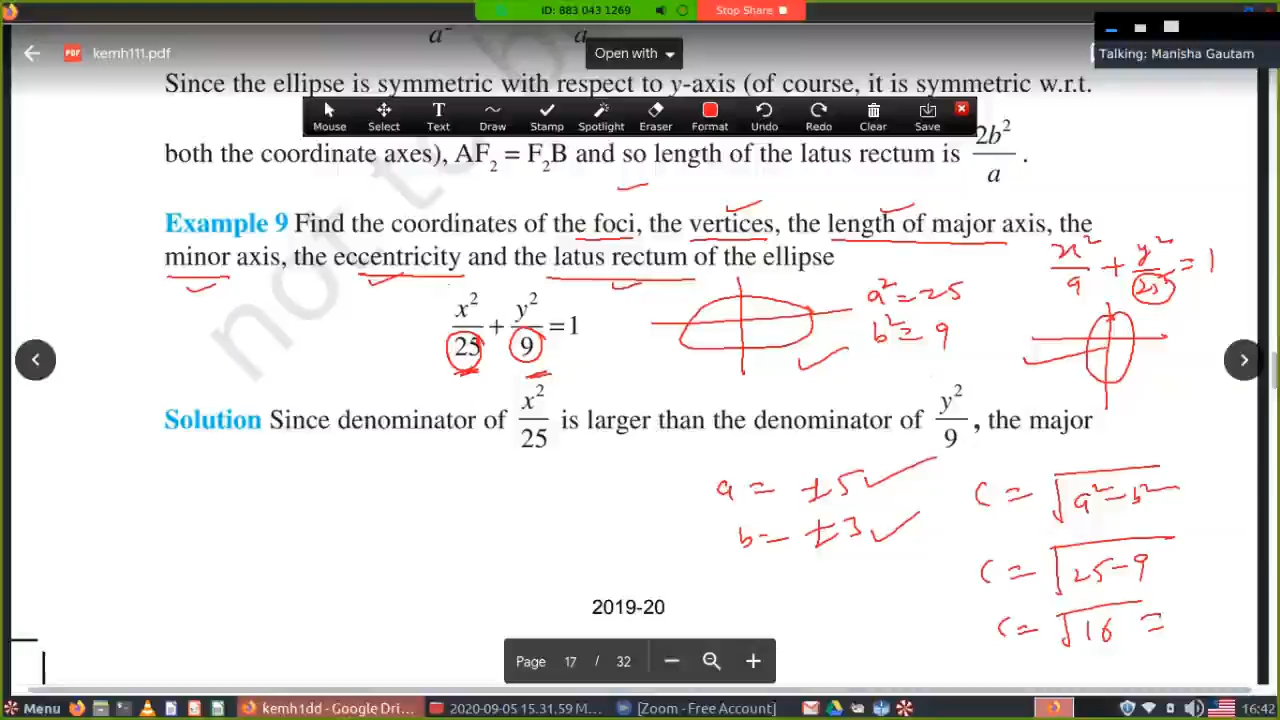 ID: 883 043 1269 Stop Share
kemh111.pdf
Open with
Talking: Manisha Gautam
a² a
Since the ellipse is symmetric with respect to y-axis (of course, it is symmetric w.r.t.
Mouse Select Text Draw Stamp Spotlight Eraser Format Undo Redo Clear Save
both the coordinate axes), AF₂ = F₂B and so length of the latus rectum is 2b²/a .
Example 9 Find the coordinates of the foci, the vertices, the length of major axis, the
minor axis, the eccentricity and the latus rectum of the ellipse
x²/9 + y²/25 = 1
x²/25 + y²/9 = 1
a² = 25
b² = 9
Solution Since denominator of x²/25 is larger than the denominator of y²/9 , the major
a = ±5
b = ±3
c = √a²-b²
c = √25-9
c = √16 =
not to b
2019-20
Page 17 / 32
Menu kemh1dd - Google Dri... 2020-09-05 15.31.59 M... [Zoom - Free Account] 16:42